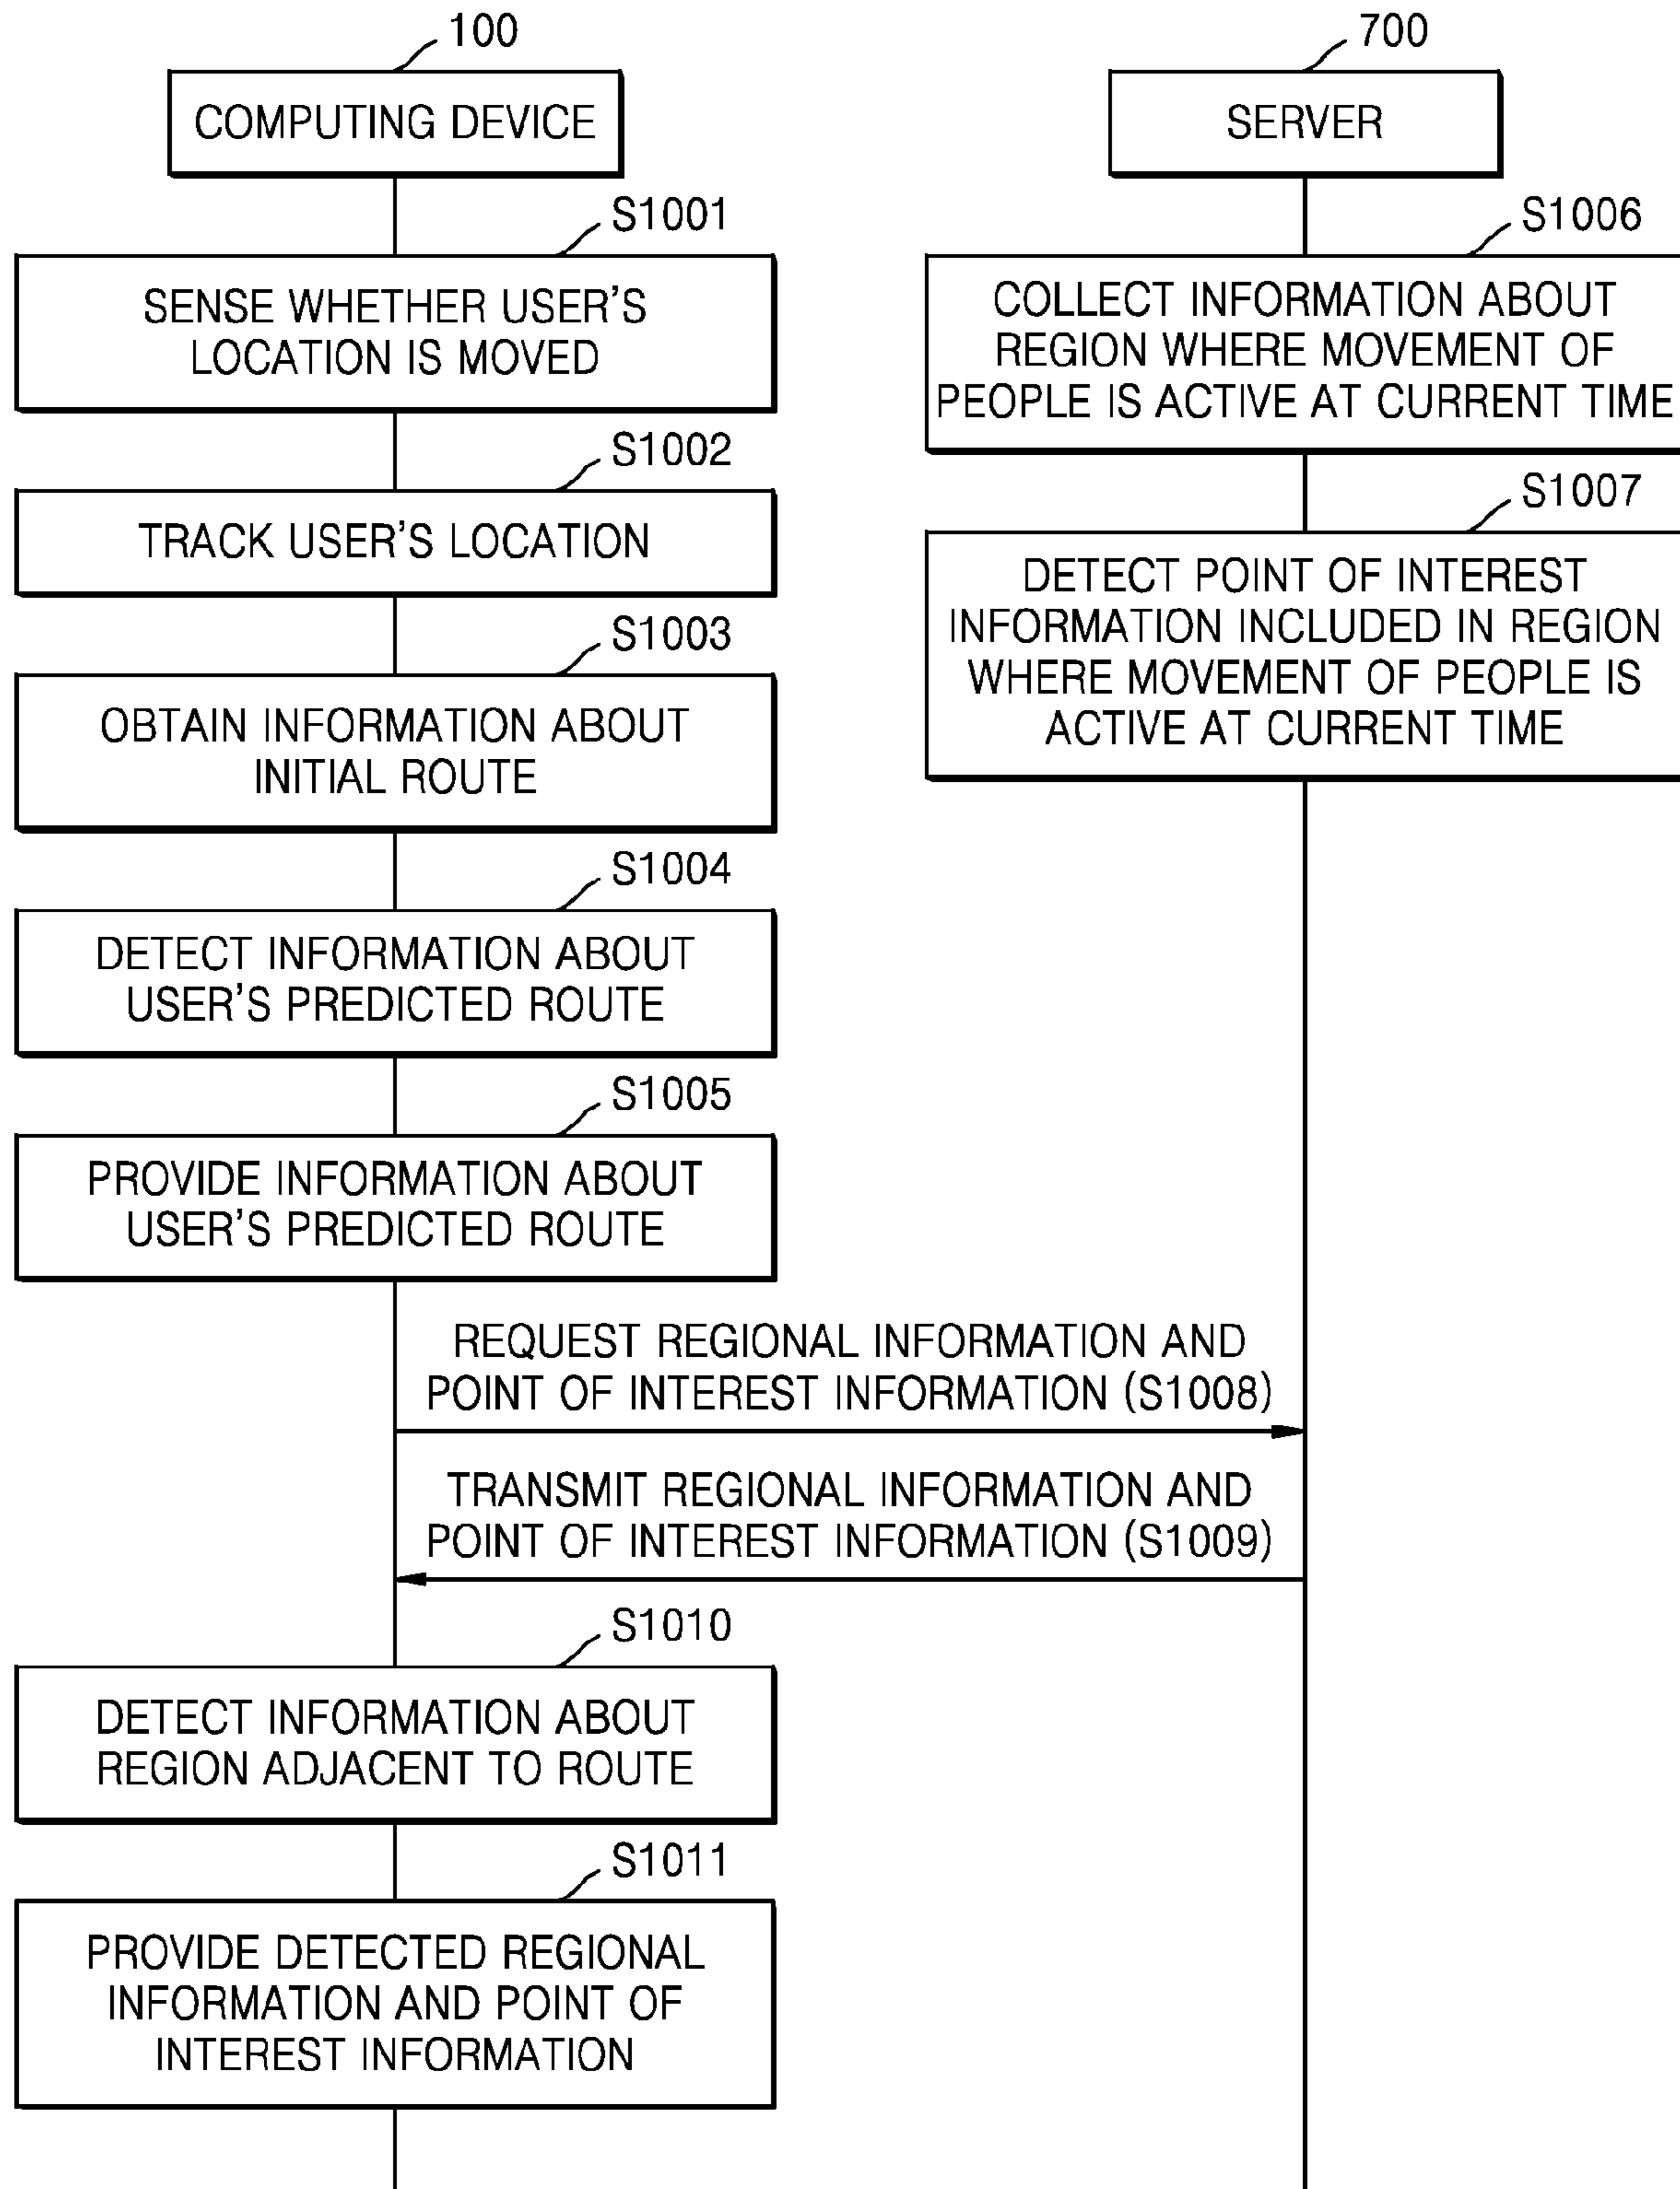 100
COMPUTING DEVICE
700
SERVER
S1001
SENSE WHETHER USER'S
LOCATION IS MOVED
S1002
TRACK USER'S LOCATION
S1003
OBTAIN INFORMATION ABOUT
INITIAL ROUTE
S1004
DETECT INFORMATION ABOUT
USER'S PREDICTED ROUTE
S1005
PROVIDE INFORMATION ABOUT
USER'S PREDICTED ROUTE
S1006
COLLECT INFORMATION ABOUT
REGION WHERE MOVEMENT OF
PEOPLE IS ACTIVE AT CURRENT TIME
S1007
DETECT POINT OF INTEREST
INFORMATION INCLUDED IN REGION
WHERE MOVEMENT OF PEOPLE IS
ACTIVE AT CURRENT TIME
REQUEST REGIONAL INFORMATION AND
POINT OF INTEREST INFORMATION (S1008)
TRANSMIT REGIONAL INFORMATION AND
POINT OF INTEREST INFORMATION (S1009)
S1010
DETECT INFORMATION ABOUT
REGION ADJACENT TO ROUTE
S1011
PROVIDE DETECTED REGIONAL
INFORMATION AND POINT OF
INTEREST INFORMATION